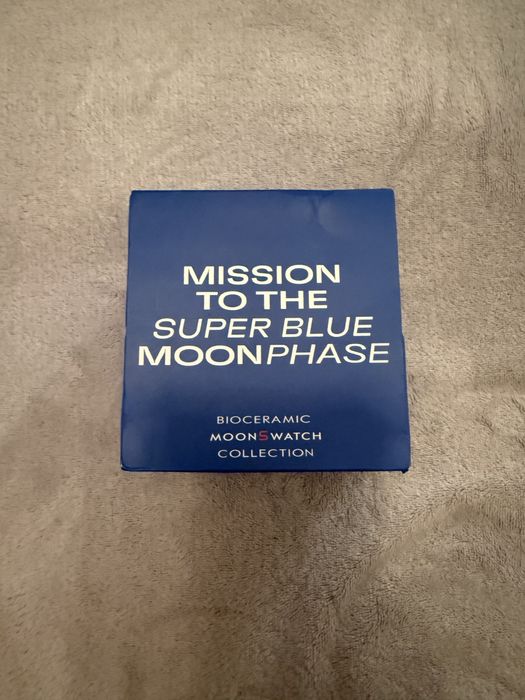 MISSION
TO THE
SUPER BLUE
MOONPHASE
BIOCERAMIC
MOONSWATCH
COLLECTION